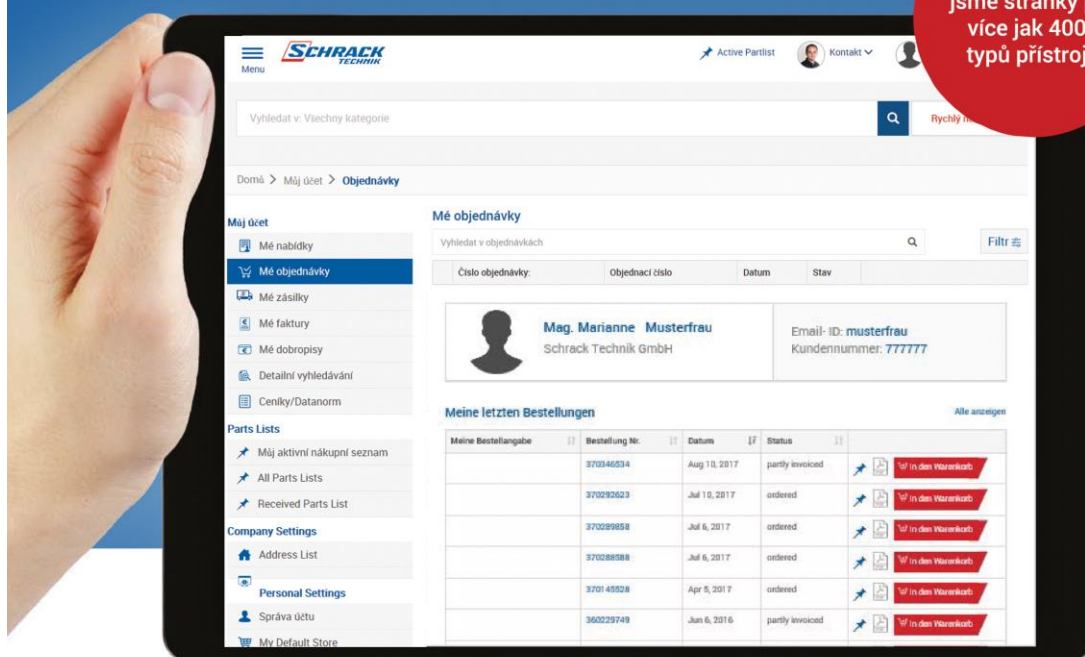 jsme stránky
více jak 400
typů přístroj
Menu
SCHRACK
TECHNIK
Active Partlist
Kontakt
Vyhledat v: Všechny kategorie
Rychlý
Domů > Můj účet > Objednávky
Můj účet
Mé nabídky
Mé objednávky
Mé zásilky
Mé faktury
Mé dobropisy
Detailní vyhledávání
Ceníky/Datanorm
Parts Lists
Můj aktivní nákupní seznam
All Parts Lists
Received Parts List
Company Settings
Address List
Personal Settings
Správa účtu
My Default Store
Mé objednávky
Vyhledat v objednávkách
Filtr
Číslo objednávky: Objednací číslo Datum Stav
Mag. Marianne Musterfrau
Schrack Technik GmbH
Email- ID: musterfrau
Kundennummer: 777777
Meine letzten Bestellungen
Alle anzeigen
Meine Bestellangabe Bestellung Nr. Datum Status
370346534 Aug 10, 2017 partly invoiced In den Warenkorb
370292623 Jul 10, 2017 ordered In den Warenkorb
370289858 Jul 6, 2017 ordered In den Warenkorb
370288588 Jul 6, 2017 ordered In den Warenkorb
370145528 Apr 5, 2017 ordered In den Warenkorb
360229749 Jun 6, 2016 partly invoiced In den Warenkorb